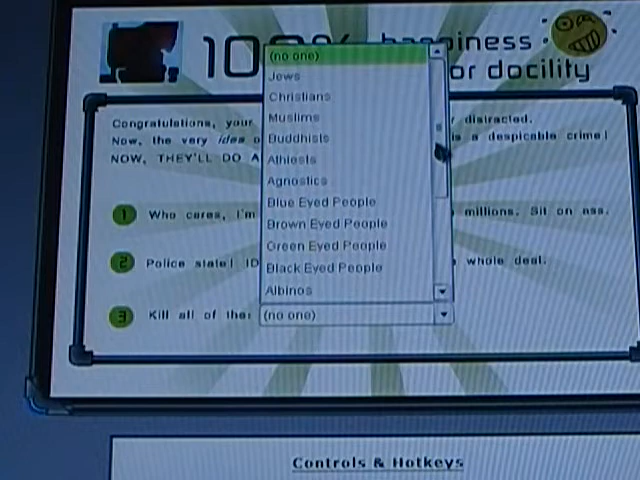 100% happiness
or docility
(no one)
Jews
Christians
Muslims
Buddhists
Athiests
Agnostics
Blue Eyed People
Brown Eyed People
Green Eyed People
Black Eyed People
Albinos
Congratulations, your distracted.
Now, the very idea is a despicable crime!
NOW, THEY'LL DO A
1 Who cares, I'm millions. Sit on ass.
2 Police state! ID whole deal.
3 Kill all of the (no one)
Controls & Hotkeys